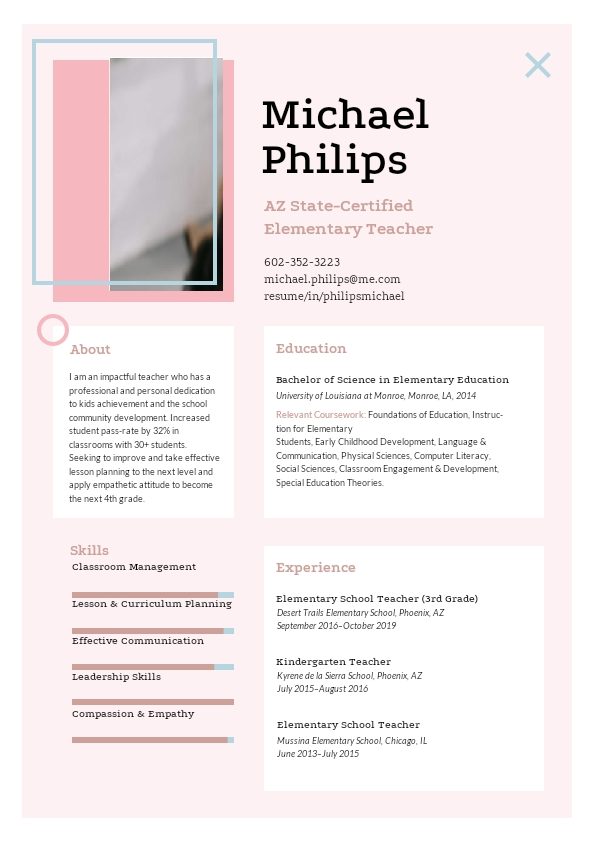 Michael
Philips
AZ State-Certified
Elementary Teacher
602-352-3223
michael.philips@me.com
resume/in/philipsmichael
About
I am an impactful teacher who has a
professional and personal dedication
to kids achievement and the school
community development. Increased
student pass-rate by 32% in
classrooms with 30+ students.
Seeking to improve and take effective
lesson planning to the next level and
apply empathetic attitude to become
the next 4th grade.
Education
Bachelor of Science in Elementary Education
University of Louisiana at Monroe, Monroe, LA, 2014
Relevant Coursework: Foundations of Education, Instruc-
tion for Elementary
Students, Early Childhood Development, Language &
Communication, Physical Sciences, Computer Literacy,
Social Sciences, Classroom Engagement & Development,
Special Education Theories.
Skills
Classroom Management
Lesson & Curriculum Planning
Effective Communication
Leadership Skills
Compassion & Empathy
Experience
Elementary School Teacher (3rd Grade)
Desert Trails Elementary School, Phoenix, AZ
September 2016–October 2019
Kindergarten Teacher
Kyrene de la Sierra School, Phoenix, AZ
July 2015–August 2016
Elementary School Teacher
Mussina Elementary School, Chicago, IL
June 2013–July 2015